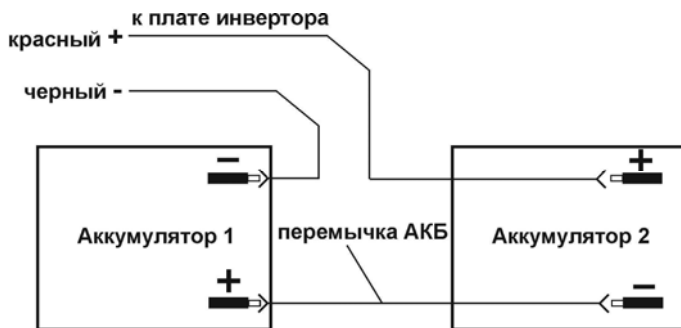 к плате инвертора
красный +
черный -
- +
Аккумулятор 1 перемычка АКБ Аккумулятор 2
+ -